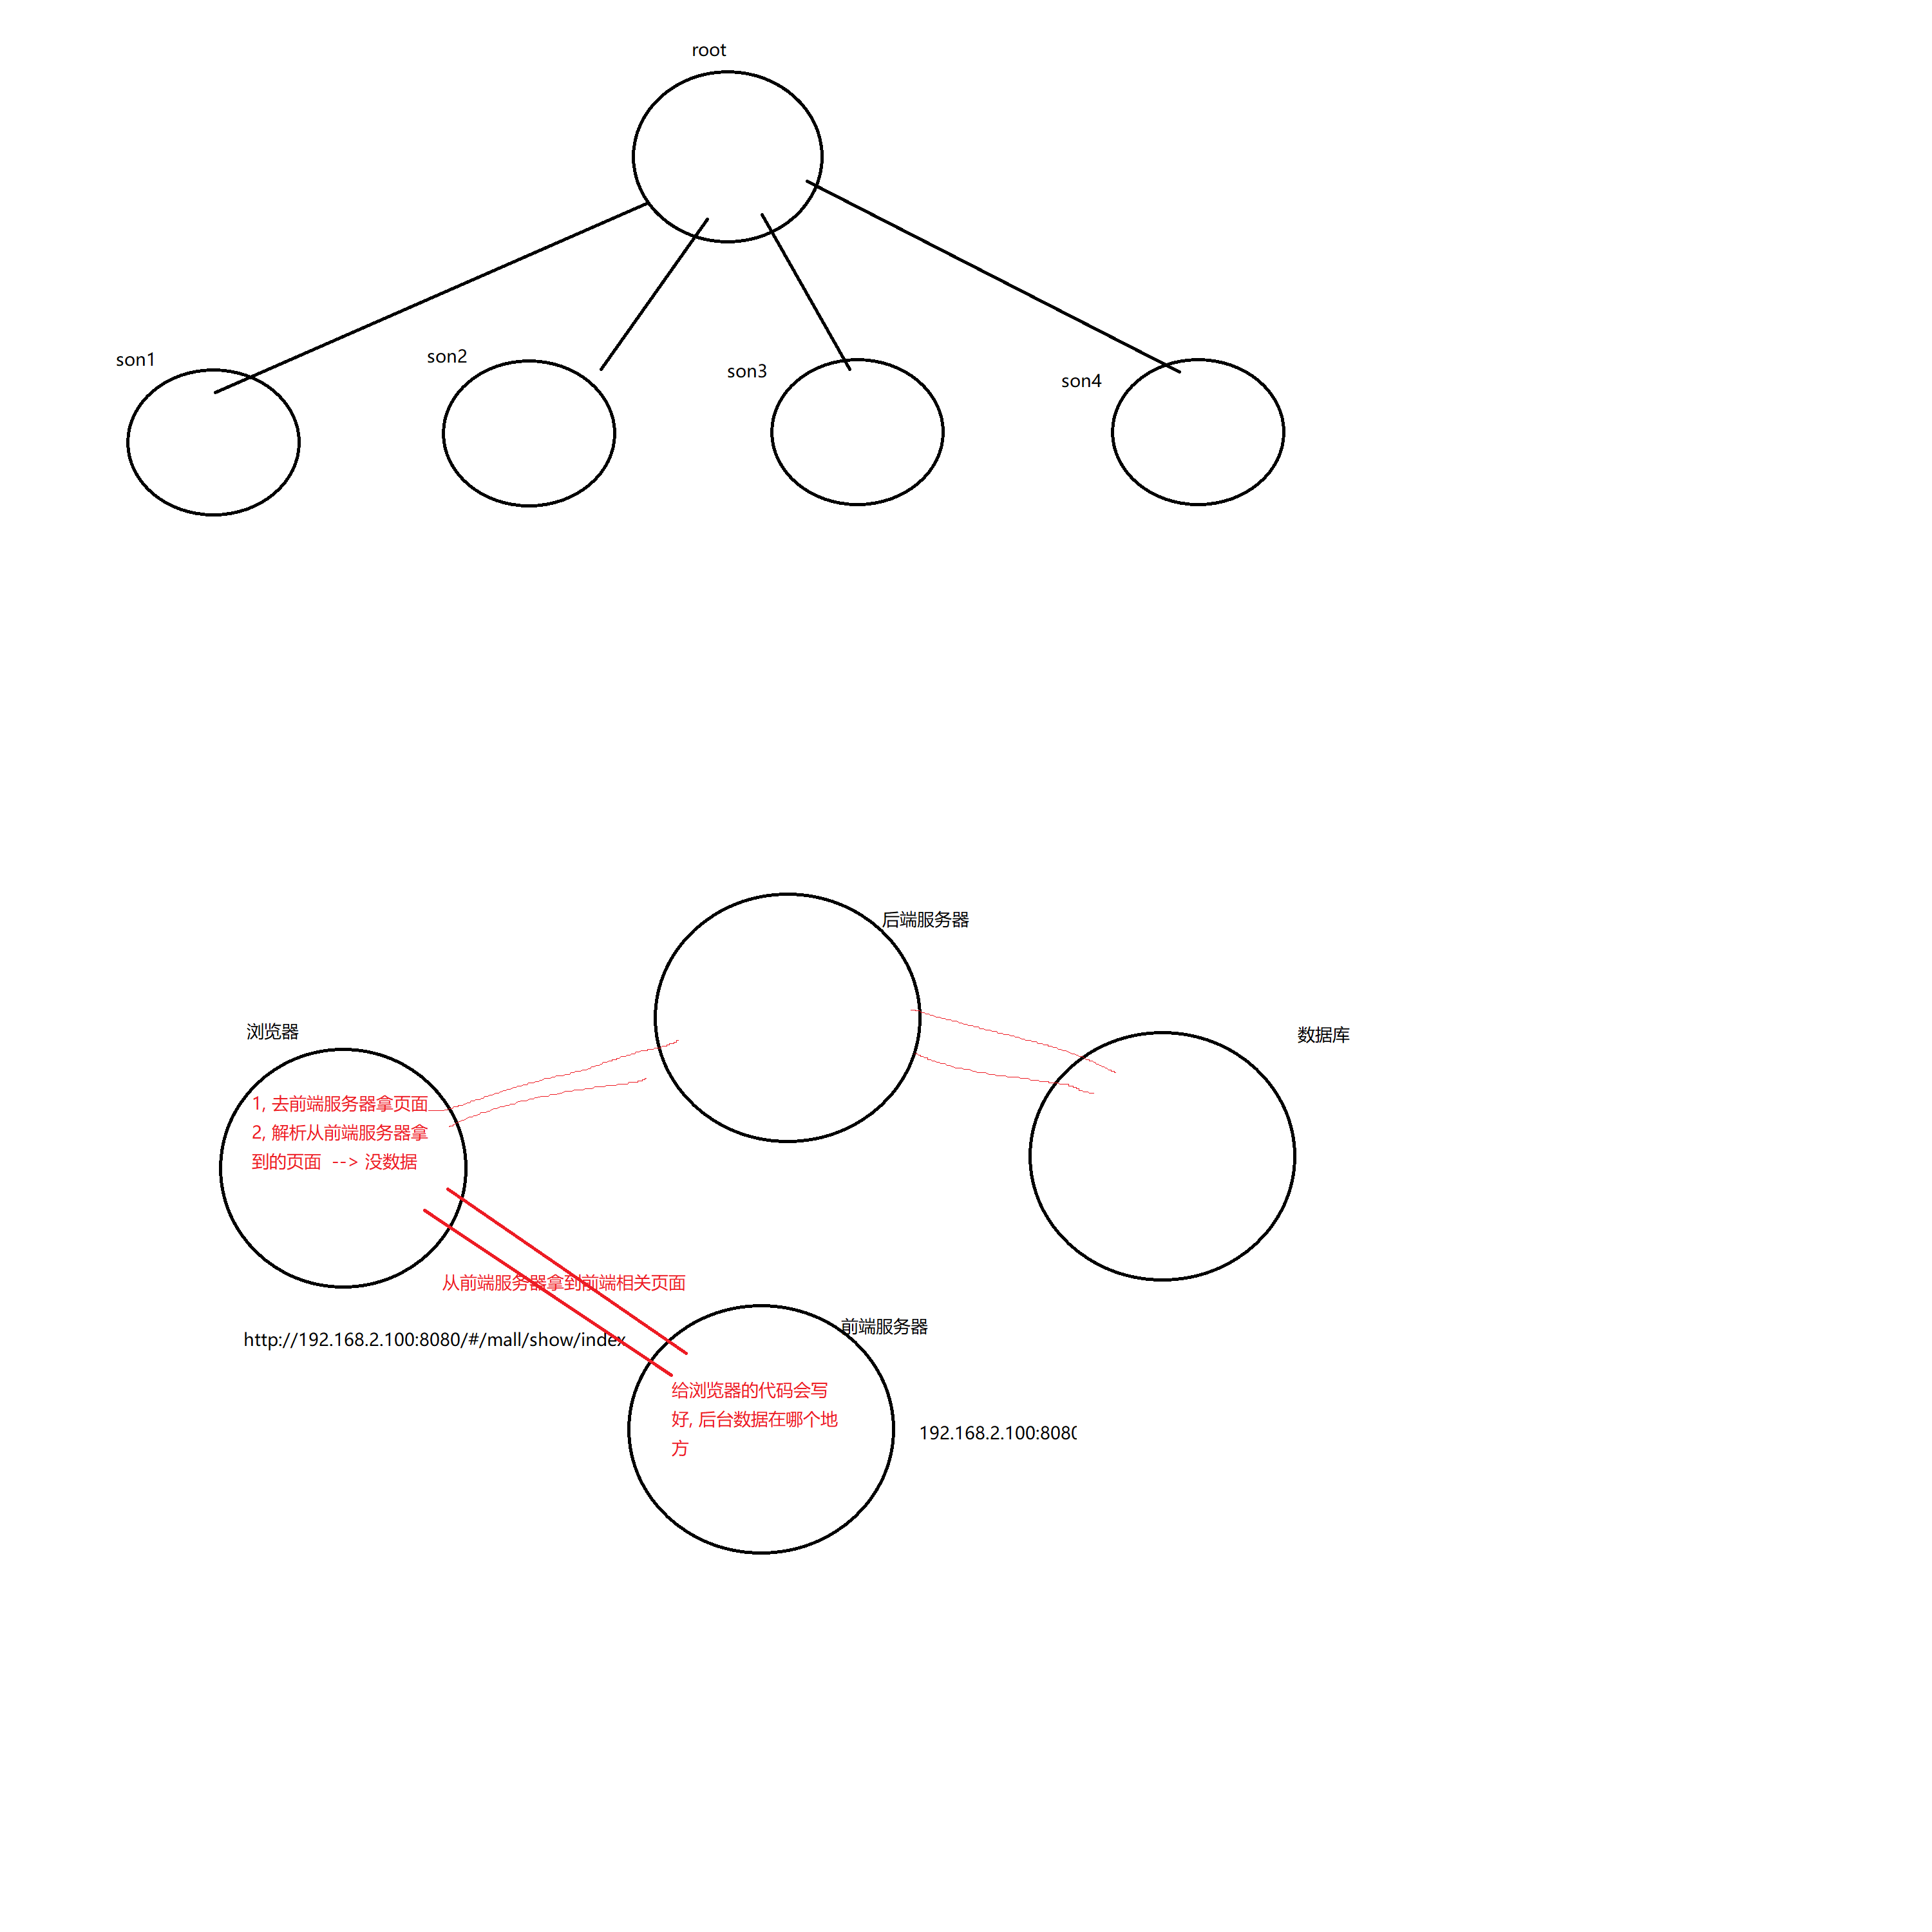 root
son1
son2
son3
son4
后端服务器
浏览器
数据库
1, 去前端服务器拿页面
2, 解析从前端服务器拿
到的页面  --> 没数据
从前端服务器拿到前端相关页面
前端服务器
http://192.168.2.100:8080/#/mall/show/index
给浏览器的代码会写
好, 后台数据在哪个地
方
192.168.2.100:8080